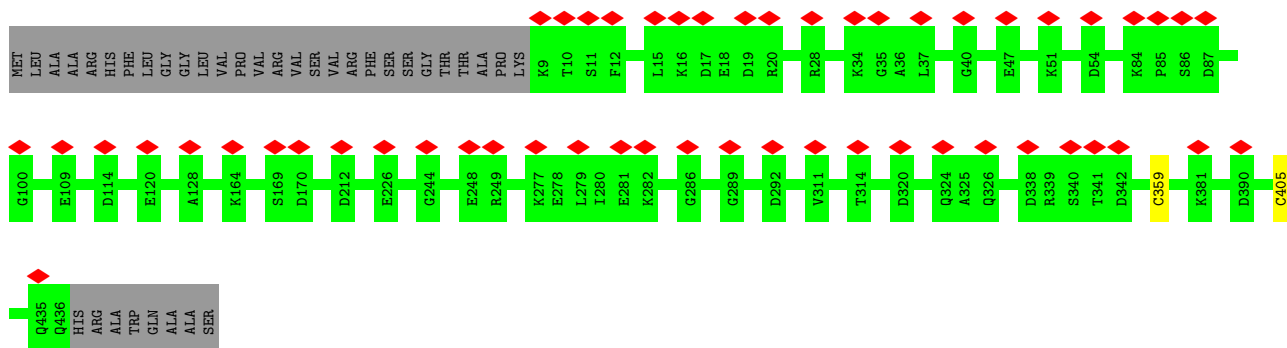 MET LEU ALA ALA ARG HIS PHE LEU GLY GLY LEU VAL PRO VAL ARG VAL SER VAL ARG PHE SER SER GLY THR THR ALA PRO LYS K9 T10 S11 F12 L15 K16 D17 E18 D19 R20 R28 K34 G35 A36 L37 G40 E47 K51 D54 K84 P85 S86 D87
G100 E109 D114 E120 A128 K164 S169 D170 D212 E226 G244 E248 R249 K277 E278 L279 I280 E281 K282 G286 G289 D292 V311 T314 D320 Q324 A325 Q326 D338 R339 S340 T341 D342 C359 K381 D390 C405
Q435 Q436 HIS ARG ALA TRP GLN ALA ALA SER